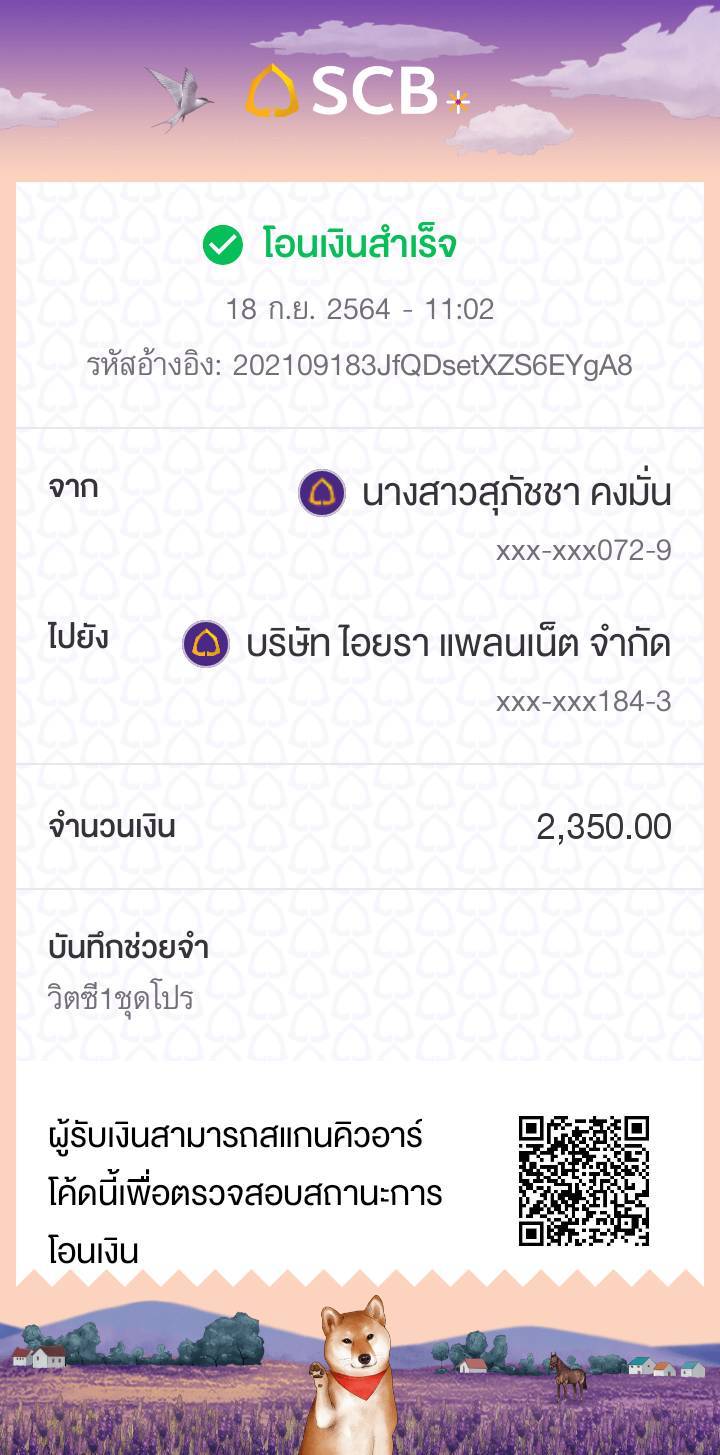 SCB
โอนเงินสำเร็จ
18 ก.ย. 2564 - 11:02
รหัสอ้างอิง: 202109183JfQDsetXZS6EYgA8
จาก
นางสาวสุภัชชา คงมั่น
xxx-xxx072-9
ไปยัง
บริษัท ไอยรา แพลนเน็ต จำกัด
xxx-xxx184-3
จำนวนเงิน
2,350.00
บันทึกช่วยจำ
วิตซี1ชุดโปร
ผู้รับเงินสามารถสแกนคิวอาร์
โค้ดนี้เพื่อตรวจสอบสถานะการ
โอนเงิน